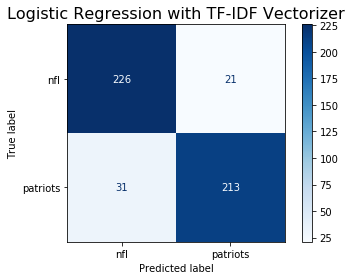 Logistic Regression with TF-IDF Vectorizer
nfl
226
21
patriots
31
213
nfl
patriots
True label
Predicted label
225
200
175
150
125
100
75
50
25